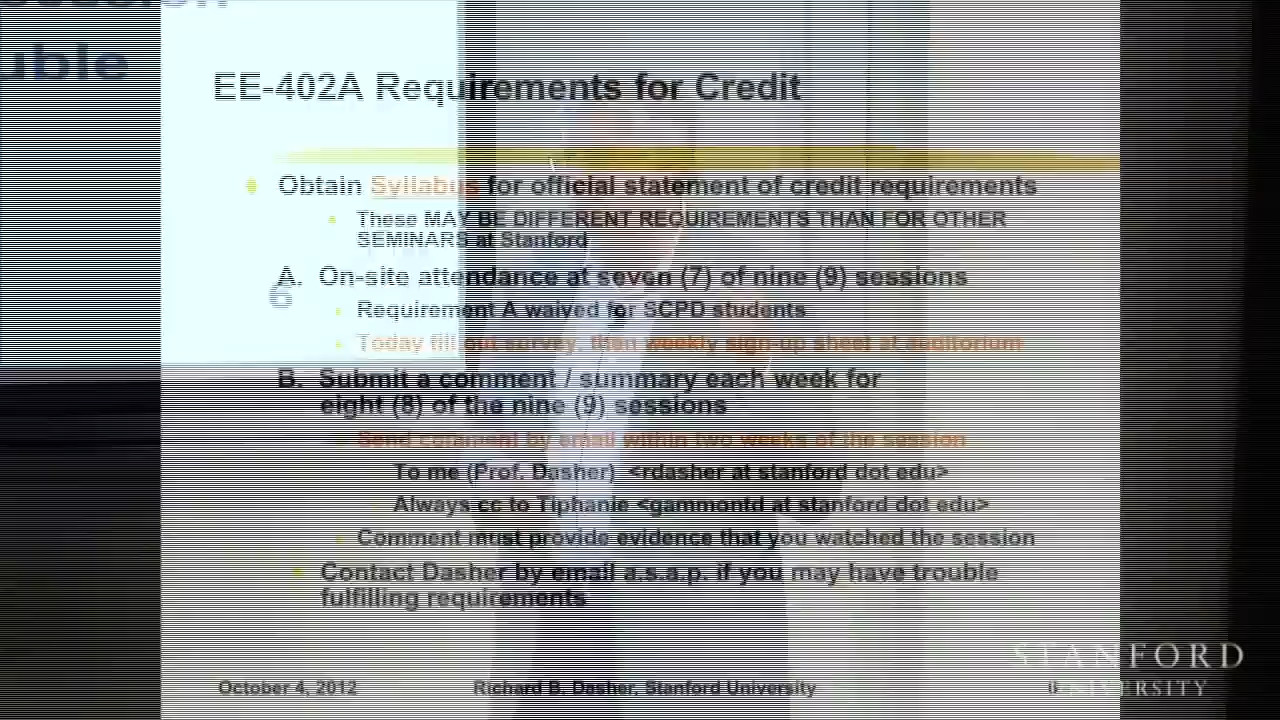 uble
EE-402A Requirements for Credit
Obtain Syllabus for official statement of credit requirements
These MAY BE DIFFERENT REQUIREMENTS THAN FOR OTHER
SEMINARS at Stanford
A. On-site attendance at seven (7) of nine (9) sessions
6
Requirement A waived for SCPD students
Today fill out survey, then weekly sign-up sheet at auditorium
B. Submit a comment / summary each week for
eight (8) of the nine (9) sessions
Send comment by email within two weeks of the session
To me (Prof. Dasher) <rdasher at stanford dot edu>
Always cc to Tiphanie <gammontd at stanford dot edu>
Comment must provide evidence that you watched the session
Contact Dasher by email a.s.a.p. if you may have trouble
fulfilling requirements
STANFORD
UNIVERSITY
October 4, 2012
Richard B. Dasher, Stanford University